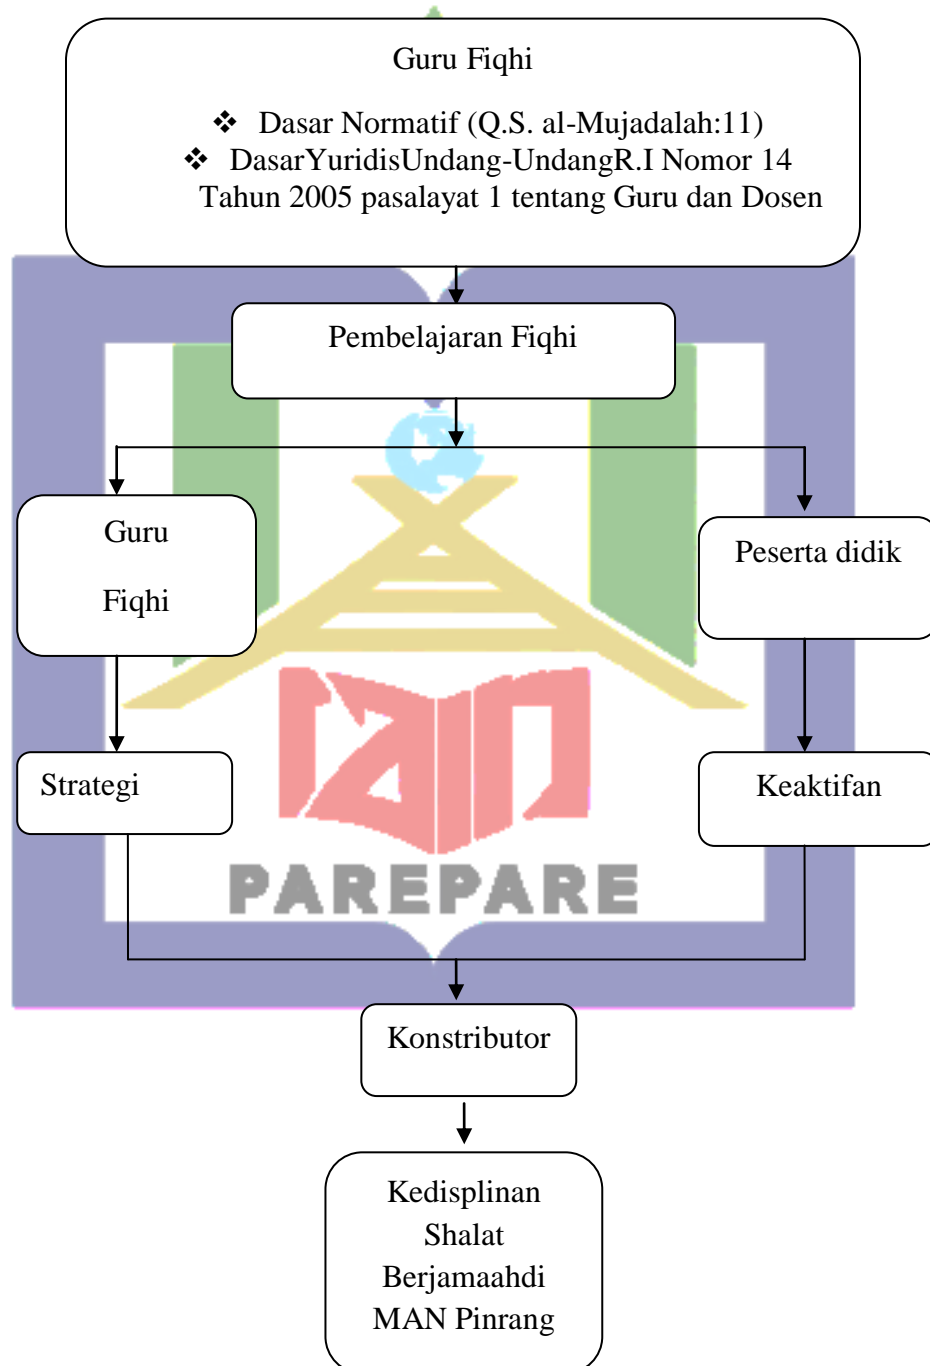 Guru Fiqhi
❖ Dasar Normatif (Q.S. al-Mujadalah:11)
❖ DasarYuridisUndang-UndangR.I Nomor 14
Tahun 2005 pasalayat 1 tentang Guru dan Dosen
Pembelajaran Fiqhi
Guru
Fiqhi
Peserta didik
Strategi
Keaktifan
iain
PAREPARE
Konstributor
Kedisplinan
Shalat
Berjamaahdi
MAN Pinrang